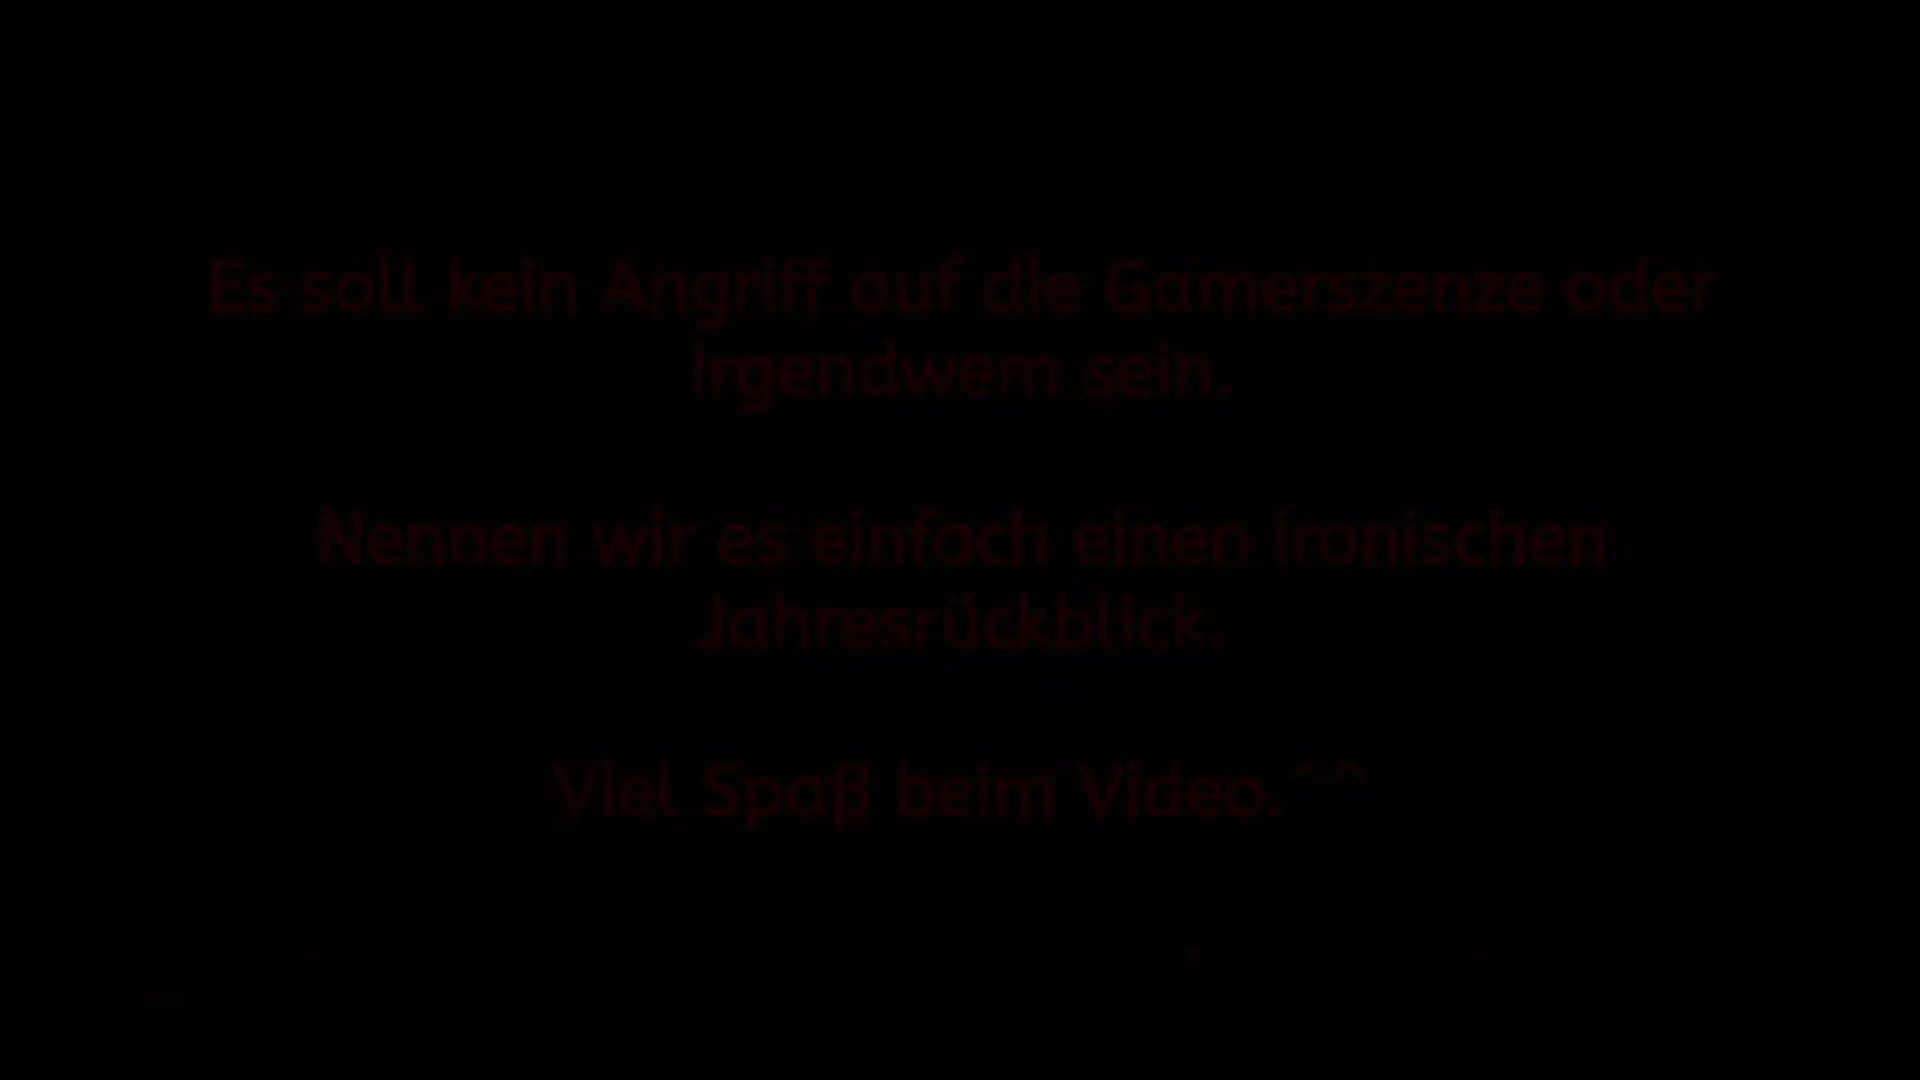 Es soll kein Angriff auf die Gamerszenze oder
Irgendwem sein.
Nennen wir es einfach einen ironischen
Jahresrückblick.
Viel Spaß beim Video.^^